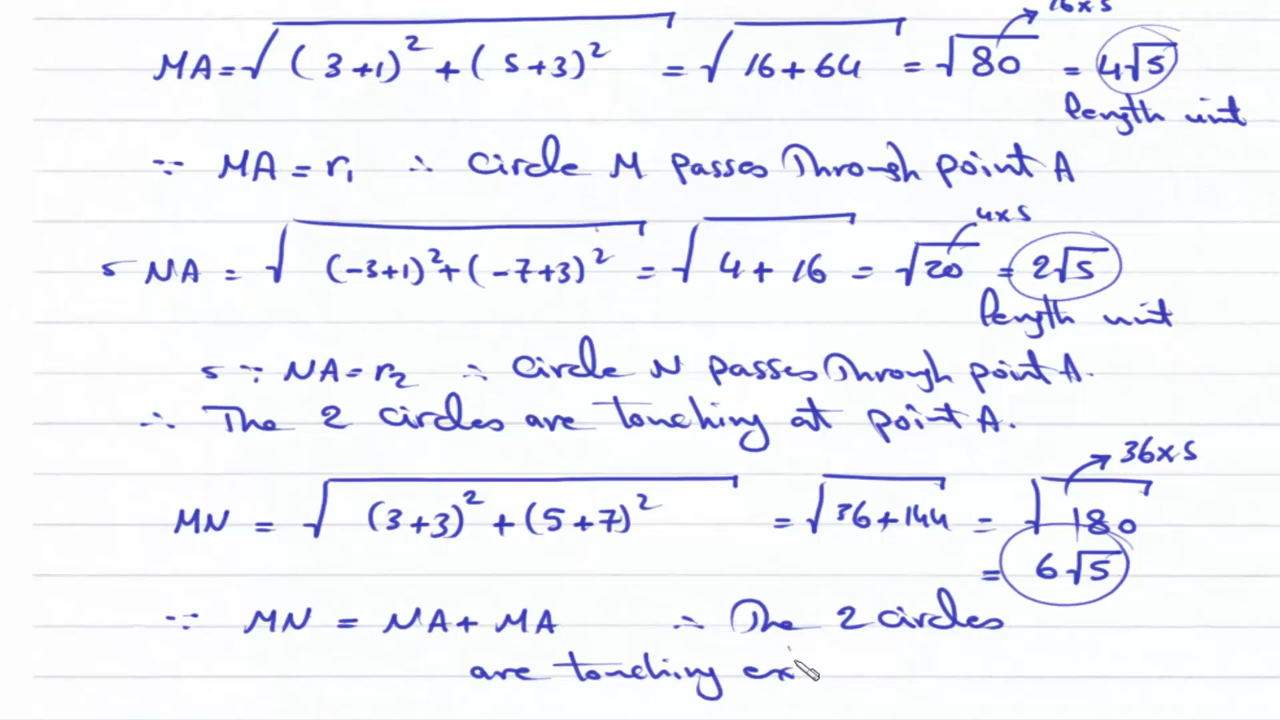 16×5
MA = √(3+1)² + (5+3)² = √16+64 = √80 = 4√5
length unit
∵ MA = r₁ ∴ circle M passes through point A
4×5
, NA = √(-3+1)²+(-7+3)² = √4+16 = √20 = 2√5
length unit
, ∵ NA = r₂ ∴ circle N passes through point A.
∴ The 2 circles are touching at point A.
36×5
MN = √(3+3)² + (5+7)² = √36+144 = √180
= 6√5
∵ MN = NA + MA ∴ The 2 circles
are touching ex